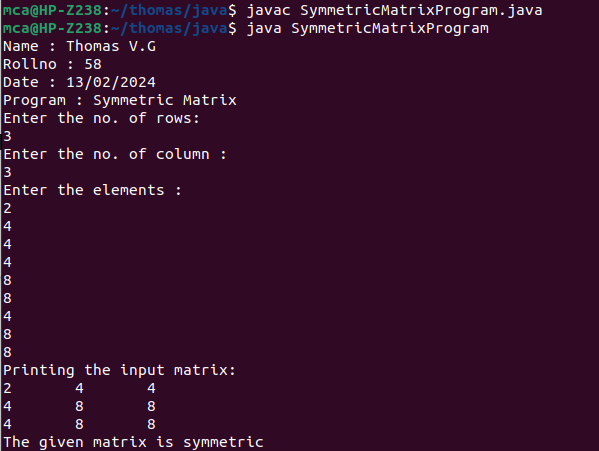 mca@HP-Z238:~/thomas/java$ javac SymmetricMatrixProgram.java
mca@HP-Z238:~/thomas/java$ java SymmetricMatrixProgram
Name : Thomas V.G
Rollno : 58
Date : 13/02/2024
Program : Symmetric Matrix
Enter the no. of rows:
3
Enter the no. of column :
3
Enter the elements :
2
4
4
4
8
8
4
8
8
Printing the input matrix:
2	4	4
4	8	8
4	8	8
The given matrix is symmetric